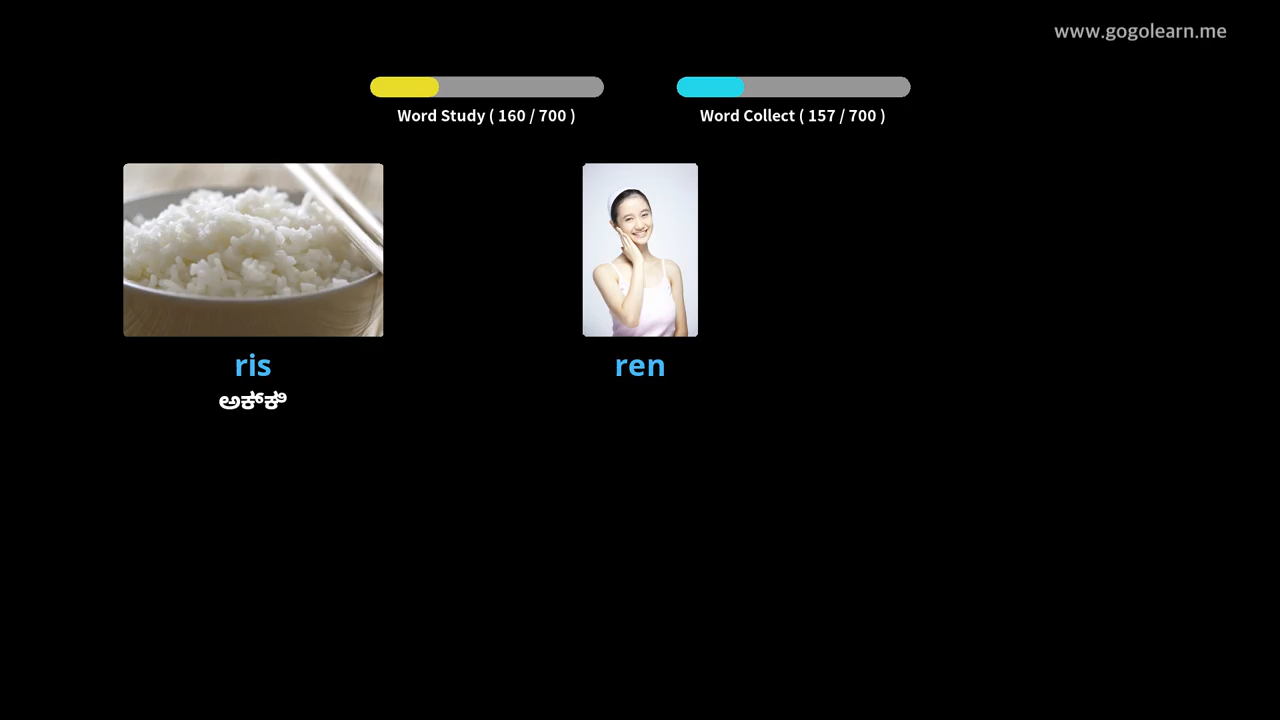 www.gogolearn.me
Word Study ( 160 / 700 )
Word Collect ( 157 / 700 )
ris
ren
ಅಕ್ಕಿ